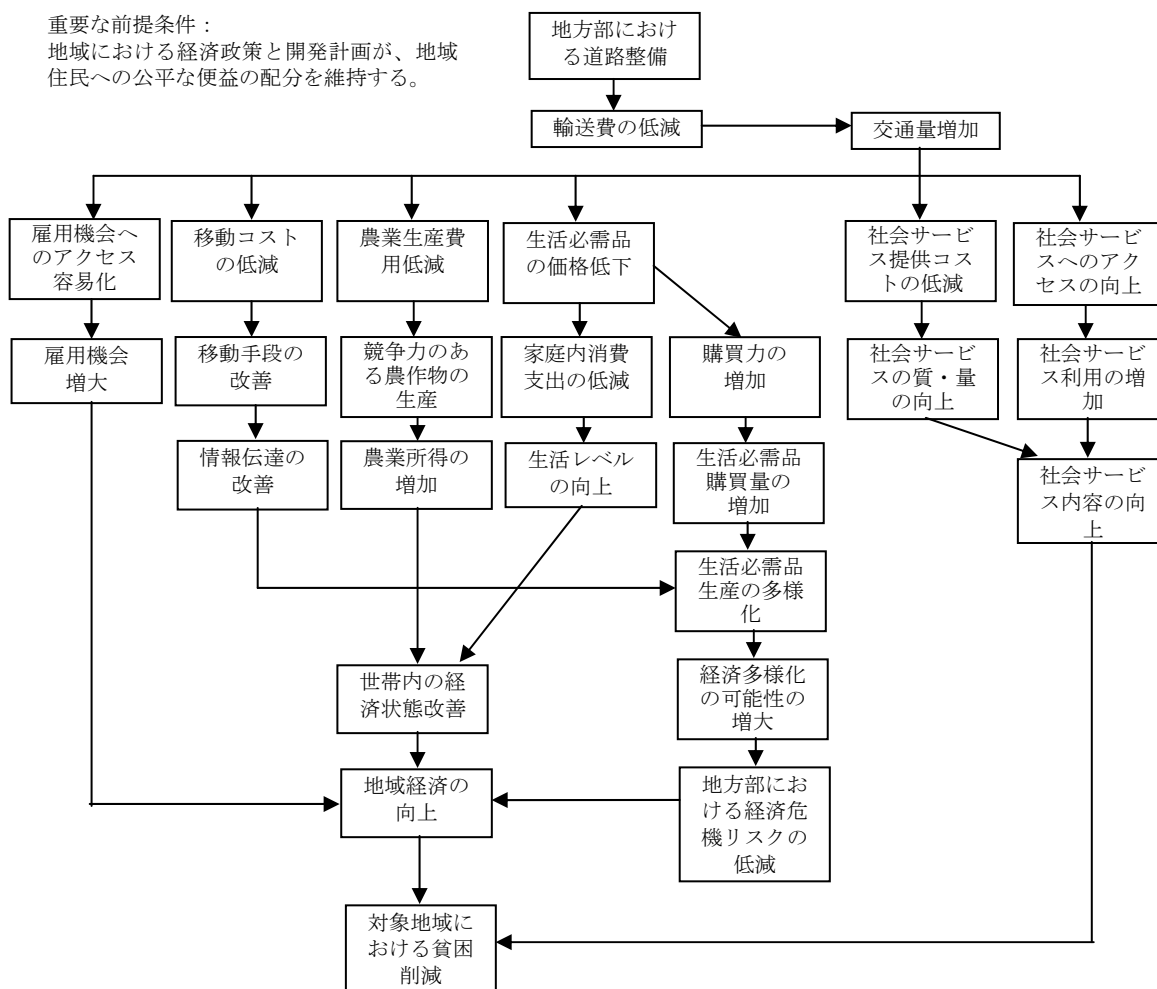 重要な前提条件：
地域における経済政策と開発計画が、地域
住民への公平な便益の配分を維持する。
地方部におけ
る道路整備
輸送費の低減
交通量増加
雇用機会へ
のアクセス
容易化
移動コスト
の低減
農業生産費
用低減
生活必需品
の価格低下
社会サービ
ス提供コス
トの低減
社会サービ
スへのアク
セスの向上
雇用機会
増大
移動手段の
改善
競争力のあ
る農作物の
生産
家庭内消費
支出の低減
購買力の
増加
社会サービ
スの質・量
の向上
社会サービ
ス利用の増
加
情報伝達の
改善
農業所得の
増加
生活レベル
の向上
生活必需品
購買量の
増加
社会サービ
ス内容の向
上
生活必需品
生産の多様
化
世帯内の経
済状態改善
経済多様化
の可能性の
増大
地域経済の
向上
地方部にお
ける経済危
機リスクの
低減
対象地域に
おける貧困
削減